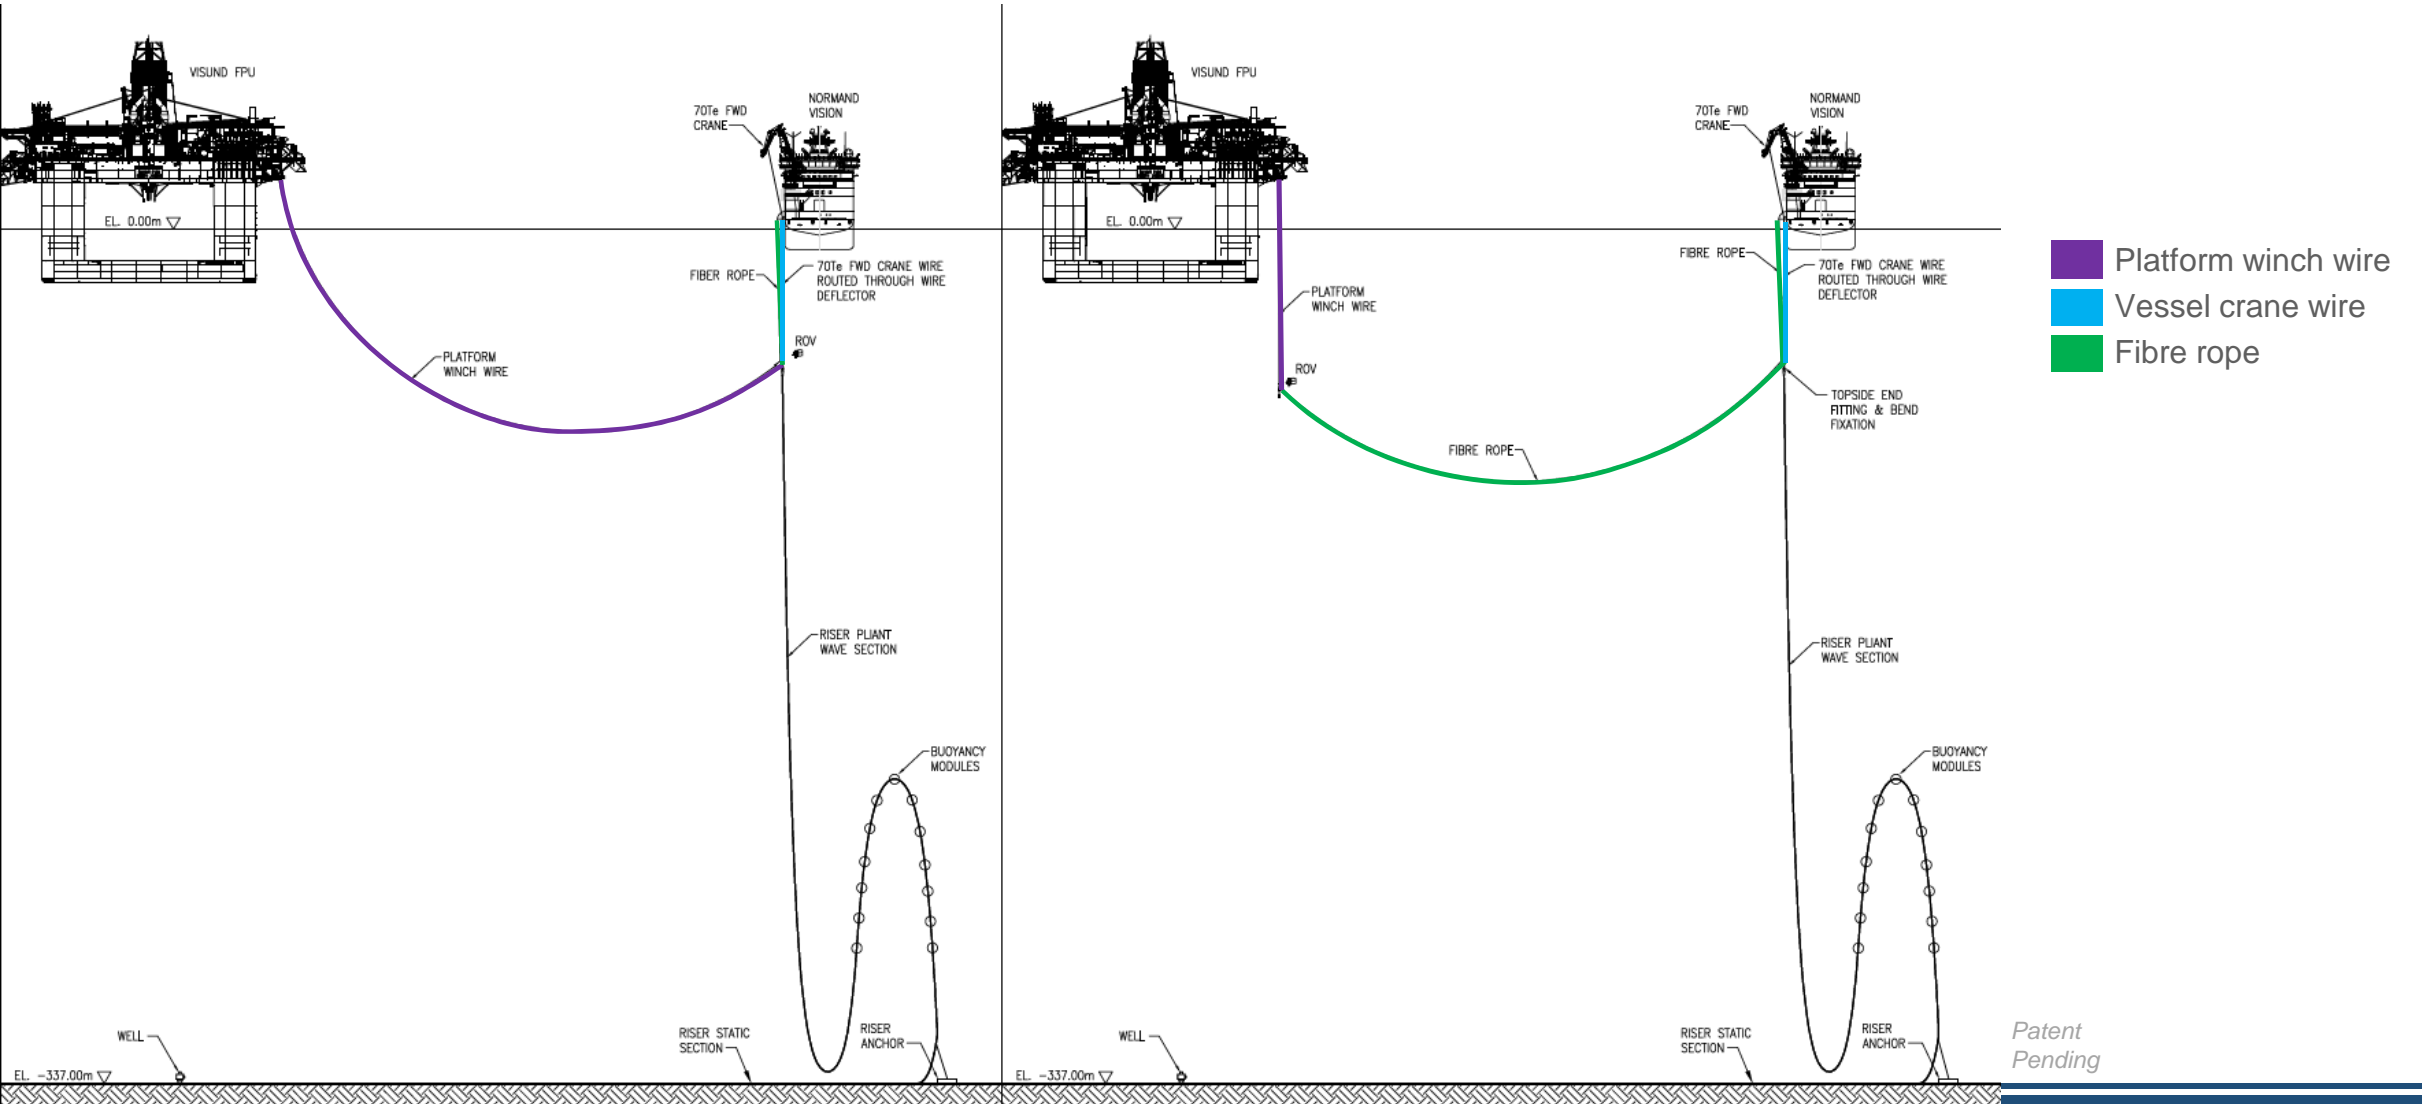 VISUND FPU
70Te FWD
CRANE
NORMAND
VISION
EL. 0.00m
FIBER ROPE
70Te FWD CRANE WIRE
ROUTED THROUGH WIRE
DEFLECTOR
ROV
PLATFORM
WINCH WIRE
RISER PLIANT
WAVE SECTION
BUOYANCY
MODULES
WELL
RISER STATIC
SECTION
RISER
ANCHOR
EL. -337.00m
VISUND FPU
70Te FWD
CRANE
NORMAND
VISION
EL. 0.00m
FIBRE ROPE
70Te FWD CRANE WIRE
ROUTED THROUGH WIRE
DEFLECTOR
PLATFORM
WINCH WIRE
ROV
TOPSIDE END
FITTING & BEND
FIXATION
FIBRE ROPE
RISER PLIANT
WAVE SECTION
BUOYANCY
MODULES
WELL
RISER STATIC
SECTION
RISER
ANCHOR
EL. -337.00m
Platform winch wire
Vessel crane wire
Fibre rope
Patent
Pending